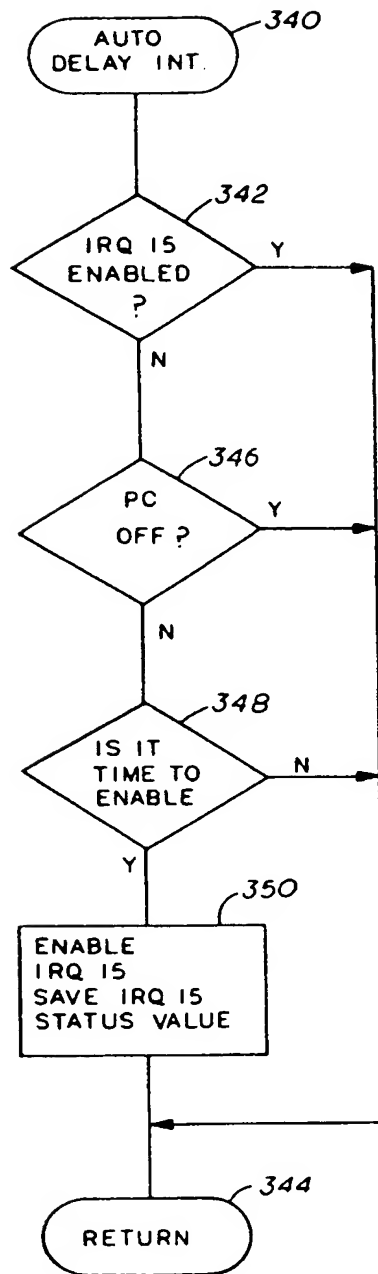 340
AUTO
DELAY INT.
342
IRQ 15
ENABLED
?
Y
N
346
PC
OFF ?
Y
N
348
IS IT
TIME TO
ENABLE
N
Y
350
ENABLE
IRQ 15
SAVE IRQ 15
STATUS VALUE
344
RETURN